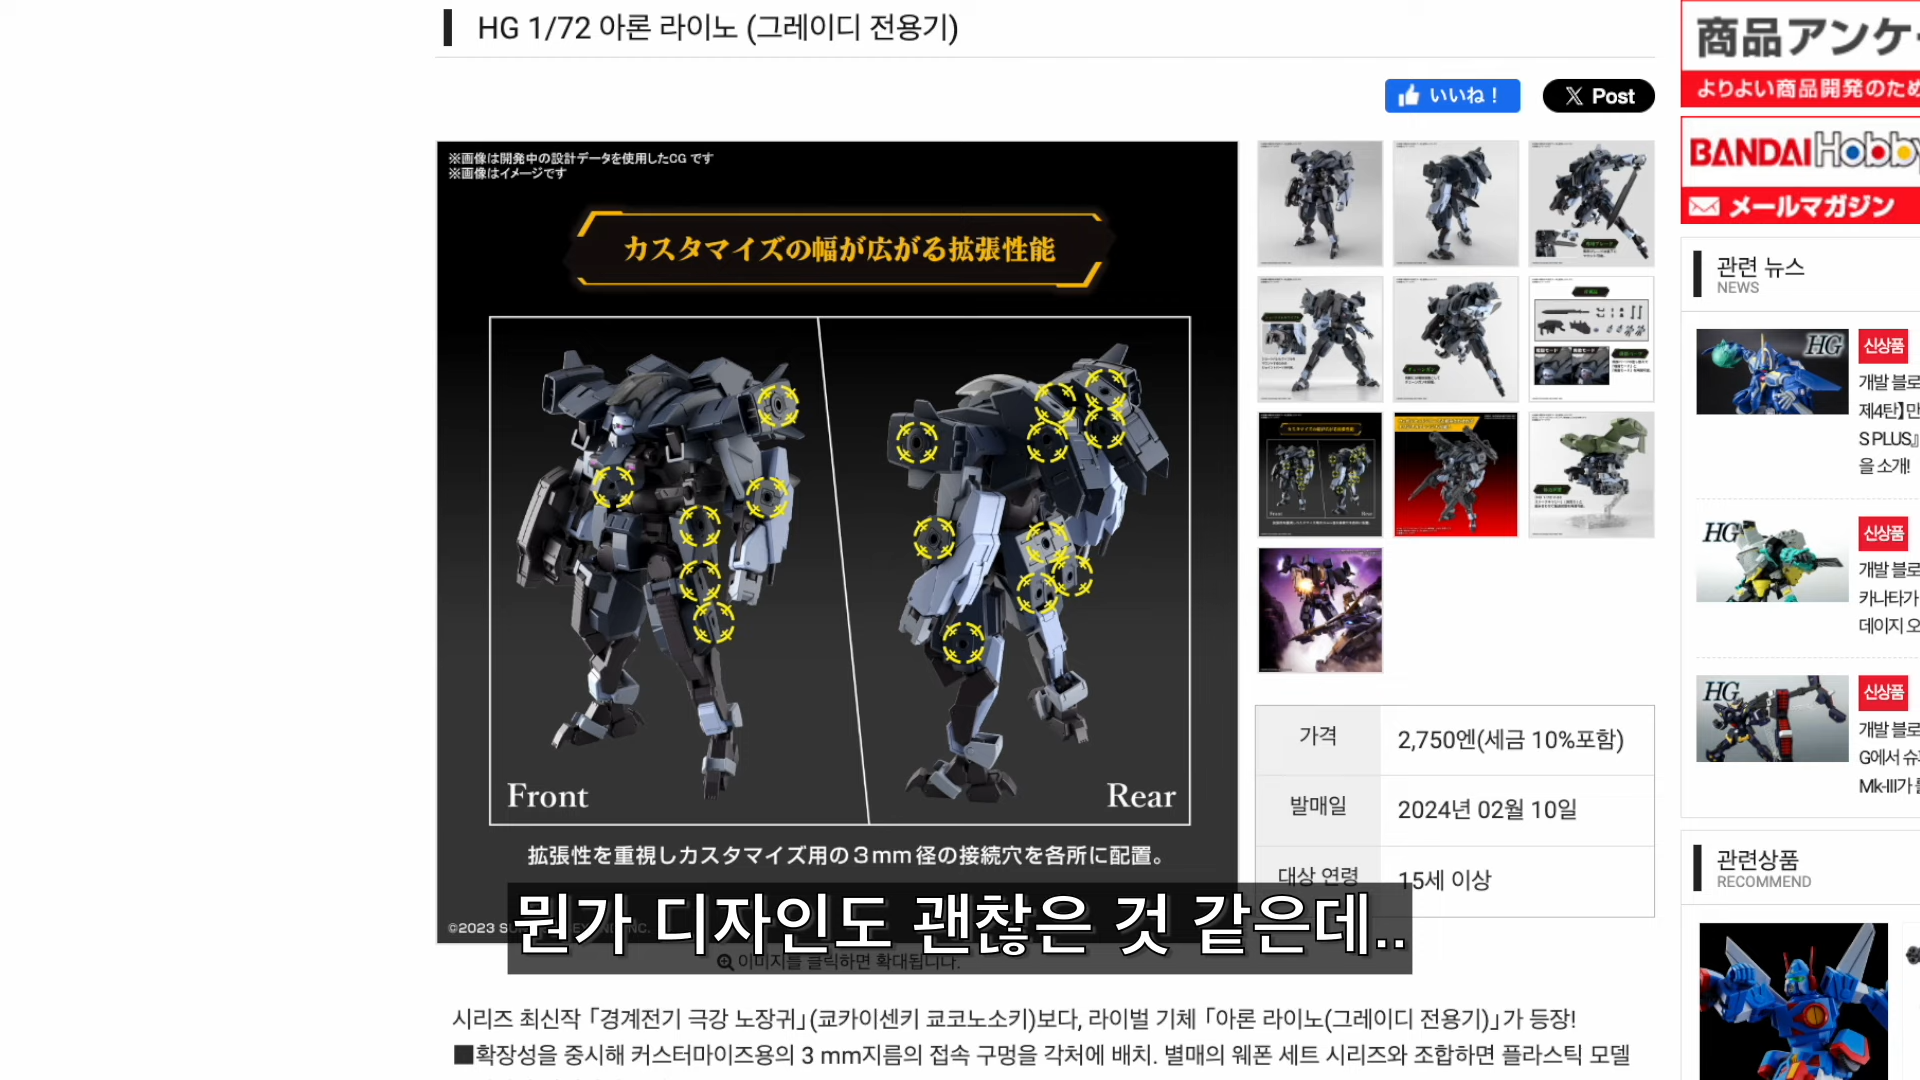 HG 1/72 아론 라이노 (그레이디 전용기)
いいね！
Post
※画像は開発中の設計データを使用したCG です
※画像はイメージです
カスタマイズの幅が広がる拡張性能
Front
Rear
拡張性を重視しカスタマイズ用の3mm径の接続穴を各所に配置。
©2023
뭔가 디자인도 괜찮은 것 같은데..
이미지를 클릭하면 확대됩니다.
가격
2,750엔(세금 10%포함)
발매일
2024년 02월 10일
대상 연령
15세 이상
시리즈 최신작 「경계전기 극강 노장귀」(쿄카이센키 쿄코노소키)보다, 라이벌 기체 「아론 라이노(그레이디 전용기)」가 등장!
■확장성을 중시해 커스터마이즈용의 3 mm지름의 접속 구멍을 각처에 배치. 별매의 웨폰 세트 시리즈와 조합하면 플라스틱 모델
商品アンケー
よりよい商品開発のため
BANDAI Hobby
メールマガジン
관련 뉴스
NEWS
HG
신상품
개발 블로
제4탄】만
S PLUS』
을 소개!
HG
신상품
개발 블로
카나타가
데이지 오
HG
신상품
개발 블로
G에서 슈퍼
Mk-III가
관련상품
RECOMMEND